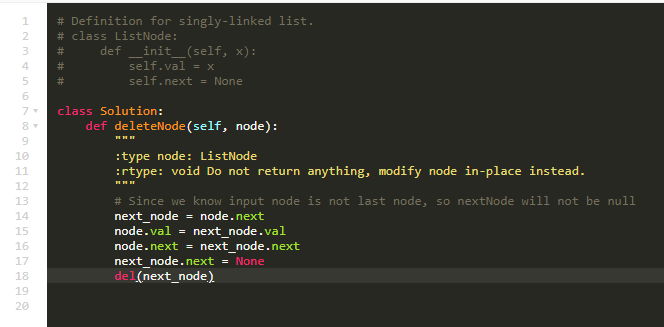 1 # Definition for singly-linked list.
2 # class ListNode:
3 #     def __init__(self, x):
4 #         self.val = x
5 #         self.next = None
6
7 class Solution:
8     def deleteNode(self, node):
9         """
10         :type node: ListNode
11         :rtype: void Do not return anything, modify node in-place instead.
12         """
13         # Since we know input node is not last node, so nextNode will not be null
14         next_node = node.next
15         node.val = next_node.val
16         node.next = next_node.next
17         next_node.next = None
18         del(next_node)
19
20